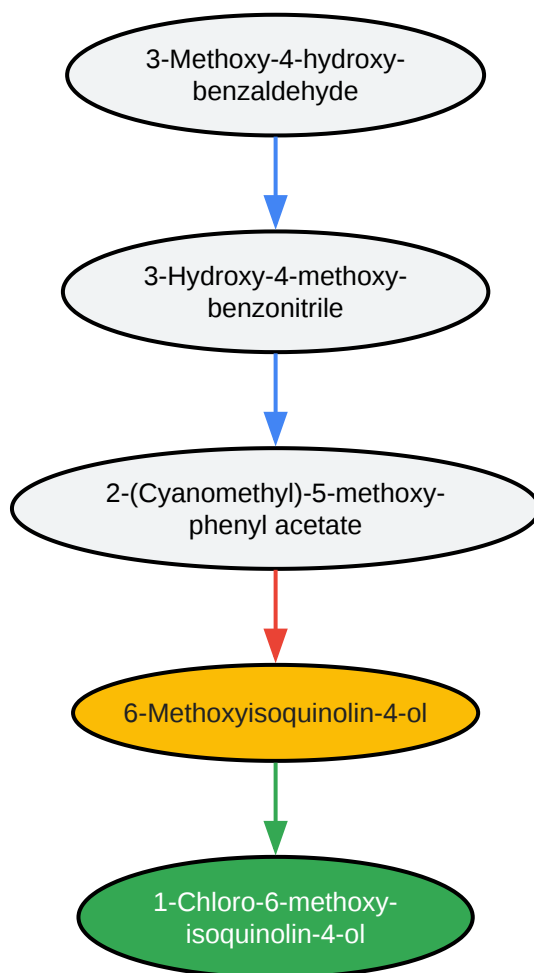 3-Methoxy-4-hydroxy-
benzaldehyde
3-Hydroxy-4-methoxy-
benzonitrile
2-(Cyanomethyl)-5-methoxy-
phenyl acetate
6-Methoxyisoquinolin-4-ol
1-Chloro-6-methoxy-
isoquinolin-4-ol